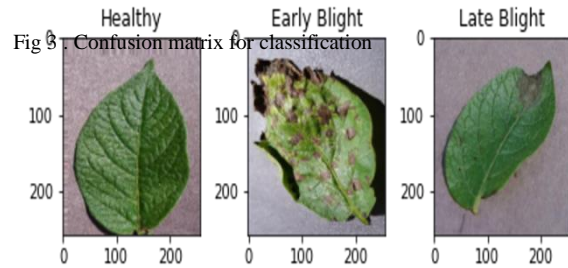 Healthy Early Blight Late Blight
Fig 3 . Confusion matrix for classification
0 0 0
100 100 100
200 200 200
0 100 200 0 100 200 0 100 200